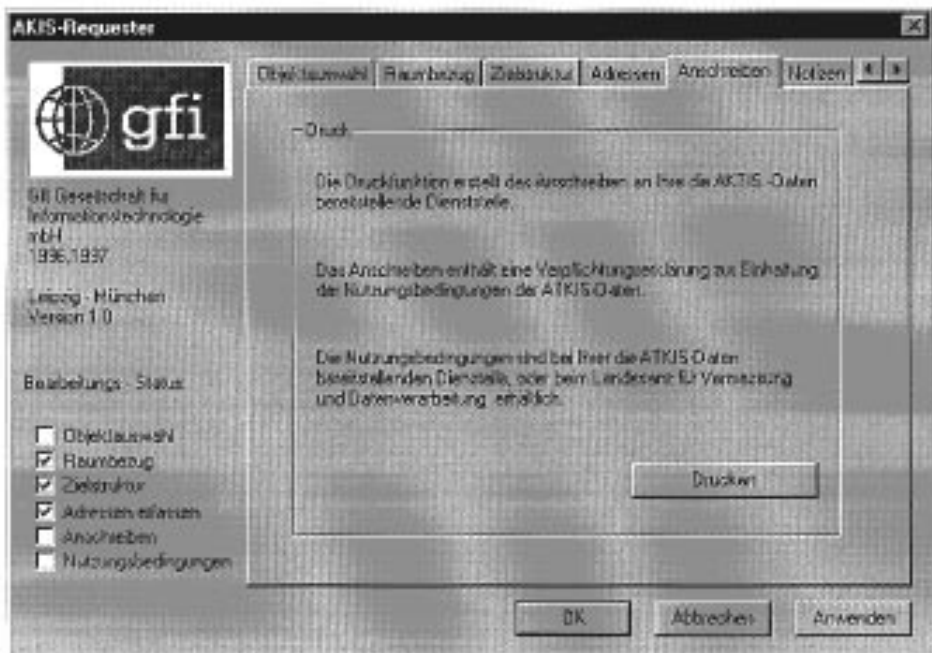 AKIS-Requester
gfi
Objektauswahl Raumbezug Zielstruktur Adressen Anschreiben Notizen
Gfi Gesellschaft für
Informationstechnologie
mbH
1996,1997
Leipzig - München
Version 1.0
Bearbeitungs - Status:
Objektauswahl
Raumbezug
Zielstruktur
Adressen erfassen
Anschreiben
Nutzungsbedingungen
Druck
Die Druckfunktion erstellt das Anschreiben an Ihre die AKTIS -Daten
bereitstellende Dienststelle.
Das Anschreiben enthält eine Verpflichtungserklärung zur Einhaltung
der Nutzungsbedingungen der ATKIS-Daten.
Die Nutzungsbedingungen sind bei Ihrer die ATKIS-Daten
bereitstellenden Dienstelle, oder beim Landesamt für Vermessung
und Datenverarbeitung erhältlich.
Drucken
OK Abbrechen Anwenden